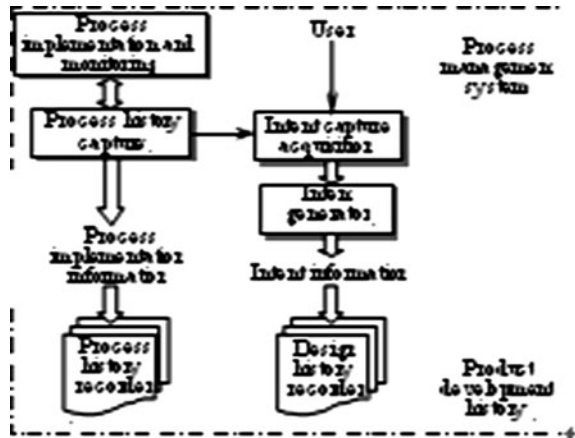 Process
implementation and
monitoring
User
Process
management
system
Process history
capture
Intent capture
acquisition
Intent
generator
Process
implementation
information
Intent information
Process
history
recorder
Design
history
recorder
Product
development
history